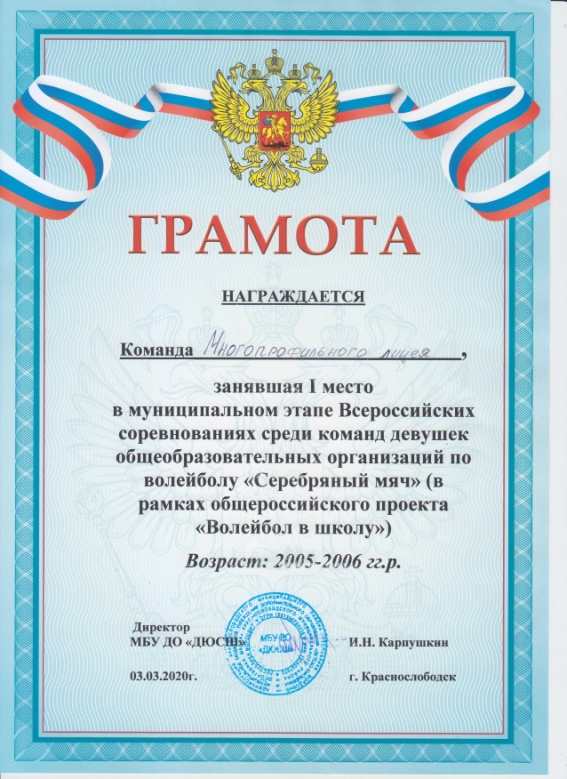 ГРАМОТА
НАГРАЖДАЕТСЯ
Команда Многопрофильного лицея,
занявшая I место
в муниципальном этапе Всероссийских
соревнованиях среди команд девушек
общеобразовательных организаций по
волейболу «Серебряный мяч» (в
рамках общероссийского проекта
«Волейбол в школу»)
Возраст: 2005-2006 гг.р.
Директор
МБУ ДО «ДЮСШ» И.Н. Карпушкин
МБУ ДО
«ДЮСШ»
03.03.2020г. г. Краснослободск